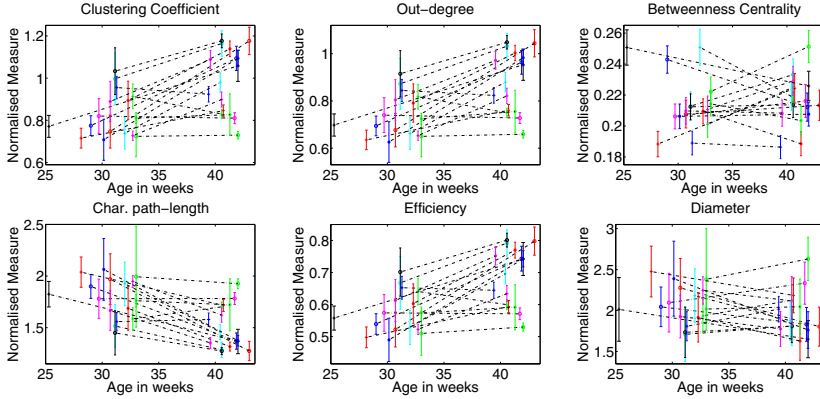 Clustering Coefficient
Out-degree
Betweenness Centrality
Normalised Measure
1.2
1
0.8
0.6
25 30 35 40
Age in weeks
Normalised Measure
1
0.8
0.6
25 30 35 40
Age in weeks
Normalised Measure
0.26
0.24
0.22
0.2
0.18
25 30 35 40
Age in weeks
Char. path-length
Efficiency
Diameter
Normalised Measure
2.5
2
1.5
25 30 35 40
Age in weeks
Normalised Measure
0.8
0.7
0.6
0.5
25 30 35 40
Age in weeks
Normalised Measure
3
2.5
2
1.5
25 30 35 40
Age in weeks